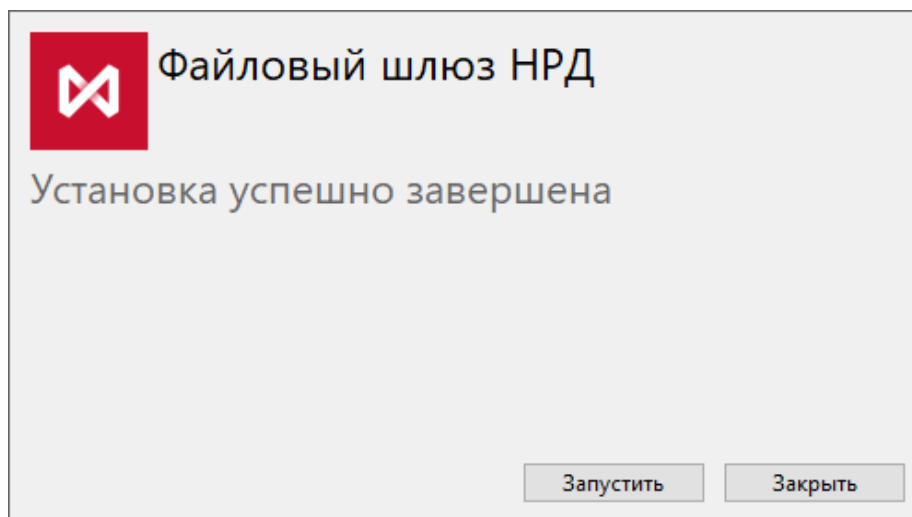 Файловый шлюз НРД
Установка успешно завершена
Запустить
Закрыть